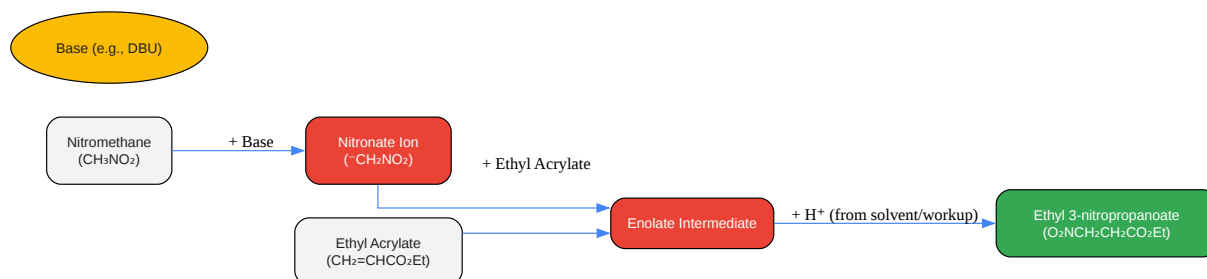 Base (e.g., DBU)
Nitromethane
(CH₃NO₂)
+ Base
Nitronate Ion
(⁻CH₂NO₂)
+ Ethyl Acrylate
Ethyl Acrylate
(CH₂=CHCO₂Et)
Enolate Intermediate
+ H⁺ (from solvent/workup)
Ethyl 3-nitropropanoate
(O₂NCH₂CH₂CO₂Et)